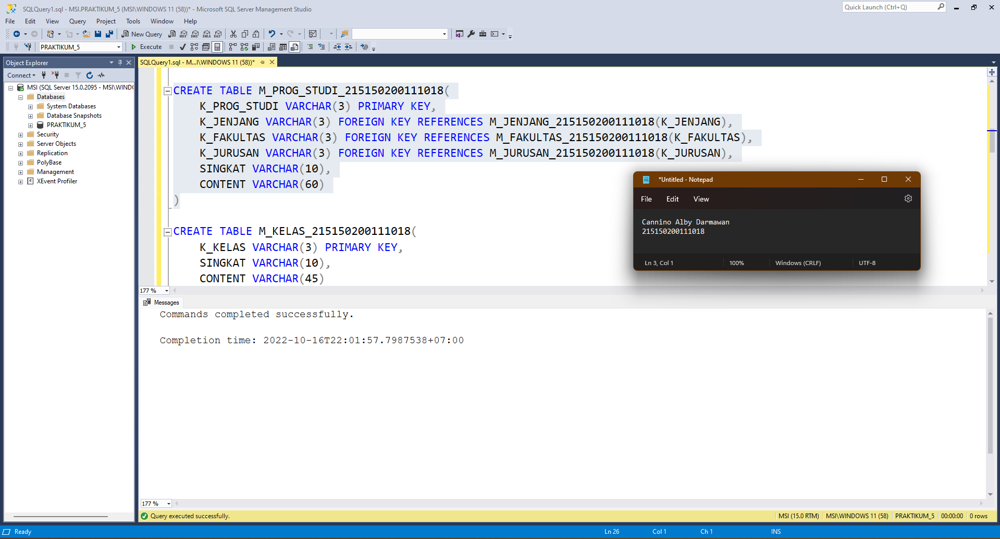 SQLQuery1.sql - MSI.PRAKTIKUM_5 (MSI\WINDOWS 11 (58))* - Microsoft SQL Server Management Studio
Quick Launch (Ctrl+Q)
File Edit View Query Project Tools Window Help
New Query
PRAKTIKUM_5
Execute
Object Explorer
Connect
MSI (SQL Server 15.0.2095 - MSI\WINDO
Databases
System Databases
Database Snapshots
PRAKTIKUM_5
Security
Server Objects
Replication
PolyBase
Management
XEvent Profiler
SQLQuery1.sql - M...I\WINDOWS 11 (58))*
CREATE TABLE M_PROG_STUDI_215150200111018(
K_PROG_STUDI VARCHAR(3) PRIMARY KEY,
K_JENJANG VARCHAR(3) FOREIGN KEY REFERENCES M_JENJANG_215150200111018(K_JENJANG),
K_FAKULTAS VARCHAR(3) FOREIGN KEY REFERENCES M_FAKULTAS_215150200111018(K_FAKULTAS),
K_JURUSAN VARCHAR(3) FOREIGN KEY REFERENCES M_JURUSAN_215150200111018(K_JURUSAN),
SINGKAT VARCHAR(10),
CONTENT VARCHAR(60)
)
CREATE TABLE M_KELAS_215150200111018(
K_KELAS VARCHAR(3) PRIMARY KEY,
SINGKAT VARCHAR(10),
CONTENT VARCHAR(45)
177 %
*Untitled - Notepad
File Edit View
Cannino Alby Darmawan
215150200111018
Ln 3, Col 1 100% Windows (CRLF) UTF-8
Messages
Commands completed successfully.
Completion time: 2022-10-16T22:01:57.7987538+07:00
177 %
Query executed successfully.
MSI (15.0 RTM) MSI\WINDOWS 11 (58) PRAKTIKUM_5 00:00:00 0 rows
Ready Ln 26 Col 1 Ch 1 INS